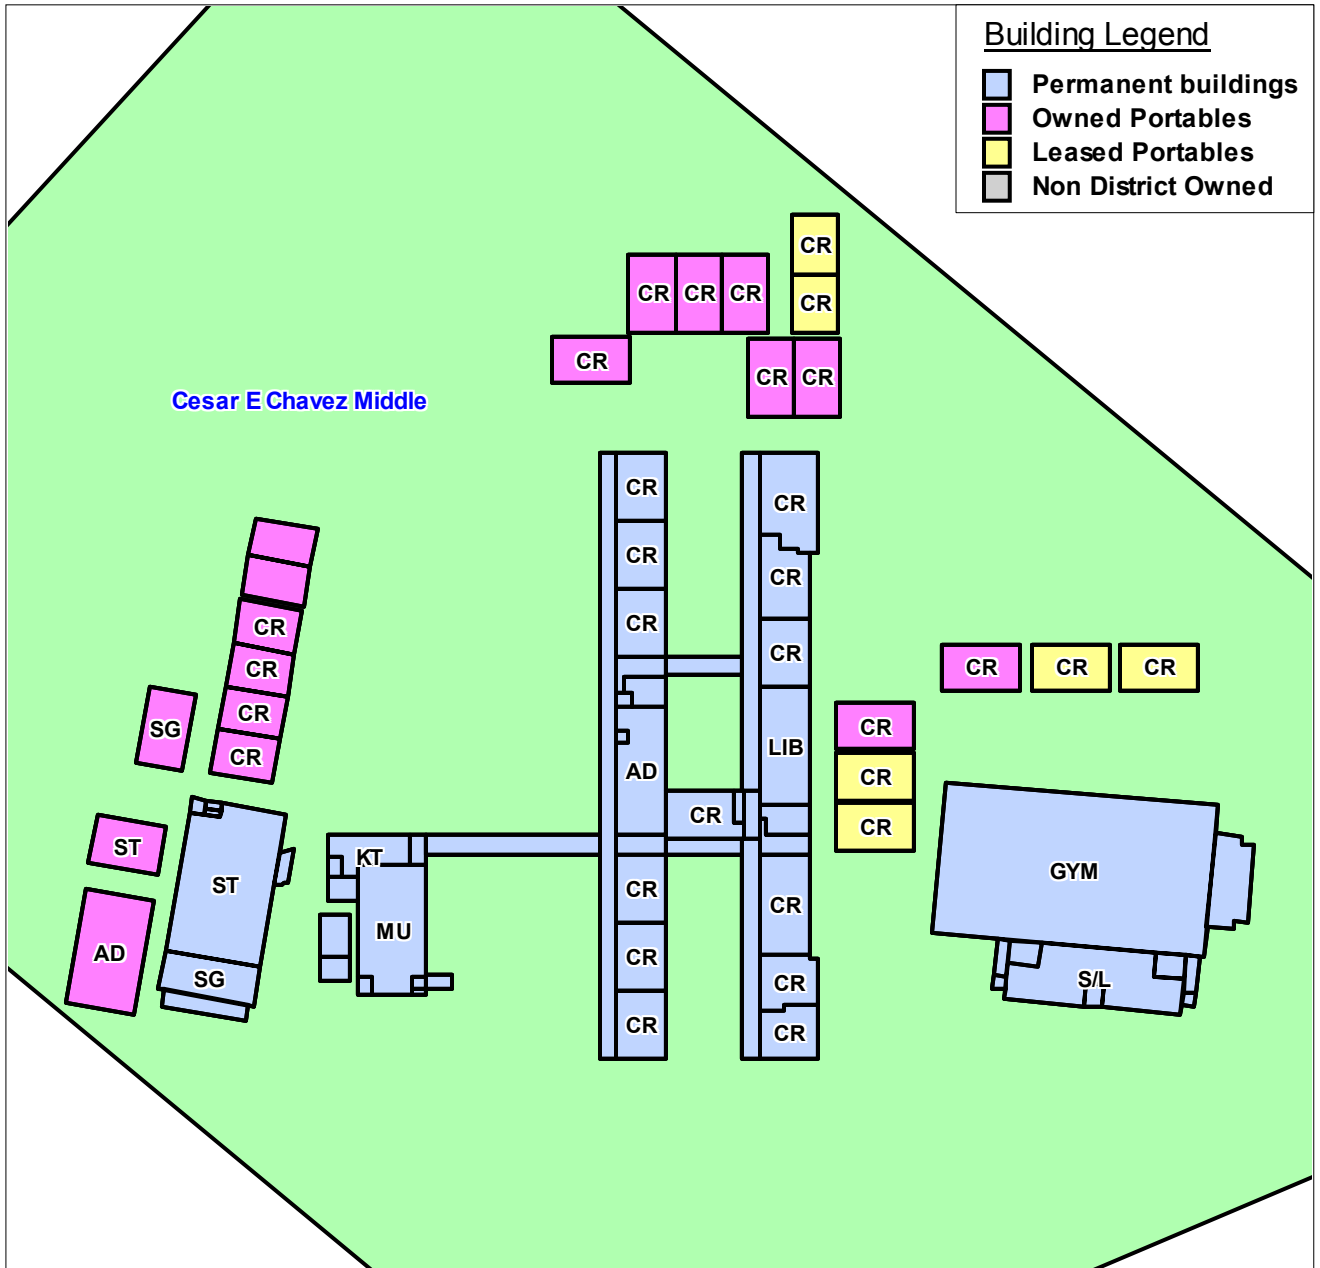 Building Legend
Permanent buildings
Owned Portables
Leased Portables
Non District Owned
CR
CR CR CR
CR
CR
CR CR
Cesar E Chavez Middle
CR
CR
CR
CR
CR
CR
CR
CR
CR
CR CR CR
CR
CR
SG
CR
LIB
CR
AD
CR
CR
CR
ST
KT
GYM
ST
CR
CR
MU
AD
CR
SG
CR
S/L
CR
CR